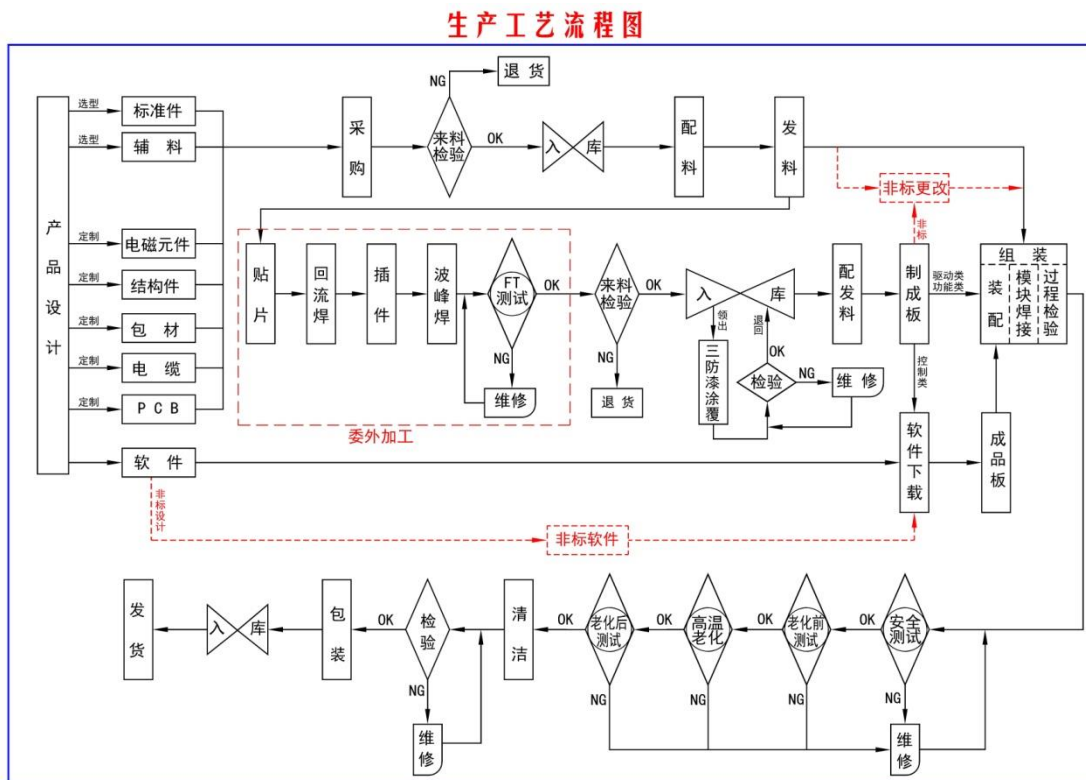 生产工艺流程图
产品设计
选型
标准件
选型
辅料
定制
电磁元件
定制
结构件
定制
包材
定制
电缆
定制
PCB
软件
非标设计
采购
来料检验
NG
退货
OK
入库
配料
发料
非标更改
非标
贴片
回流焊
插件
波峰焊
FT测试
OK
NG
维修
委外加工
来料检验
OK
NG
退货
入库
领出
退回
三防漆涂覆
OK
检验
NG
维修
配发料
制成板
驱动类
功能类
控制类
组装
装配
模块焊接
过程检验
软件下载
成品板
非标软件
安全测试
OK
NG
老化前测试
OK
NG
高温老化
OK
NG
老化后测试
OK
NG
维修
清洁
检验
OK
NG
维修
包装
入库
发货